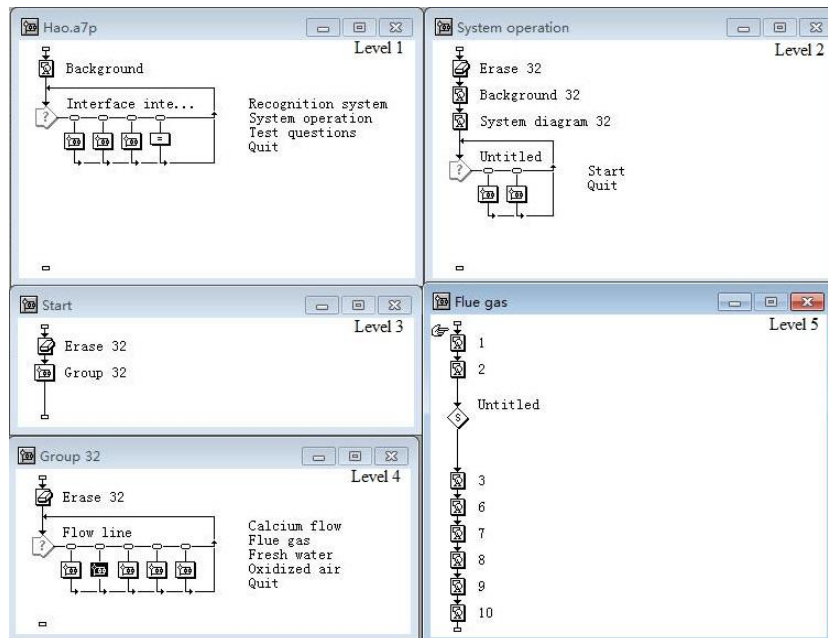 Hao.a7p
Level 1
Background
Interface inte...
?
=
Recognition system
System operation
Test questions
Quit
System operation
Level 2
Erase 32
Background 32
System diagram 32
Untitled
?
Start
Quit
Start
Level 3
Erase 32
Group 32
Group 32
Level 4
Erase 32
Flow line
?
Calcium flow
Flue gas
Fresh water
Oxidized air
Quit
Flue gas
Level 5
1
2
Untitled
S
3
6
7
8
9
10